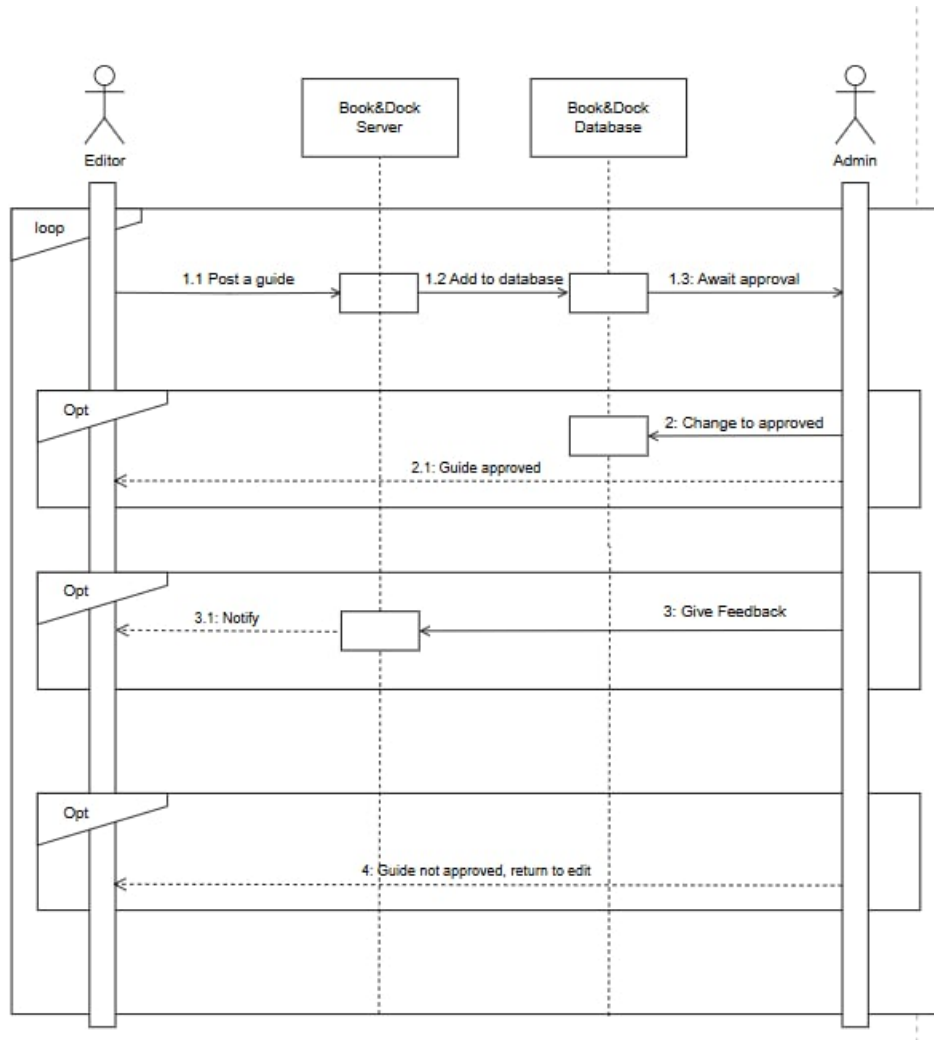 Book&Dock
Server
Book&Dock
Database
Editor
Admin
loop
1.1 Post a guide
1.2 Add to database
1.3: Await approval
Opt
2: Change to approved
2.1: Guide approved
Opt
3.1: Notify
3: Give Feedback
Opt
4: Guide not approved, return to edit